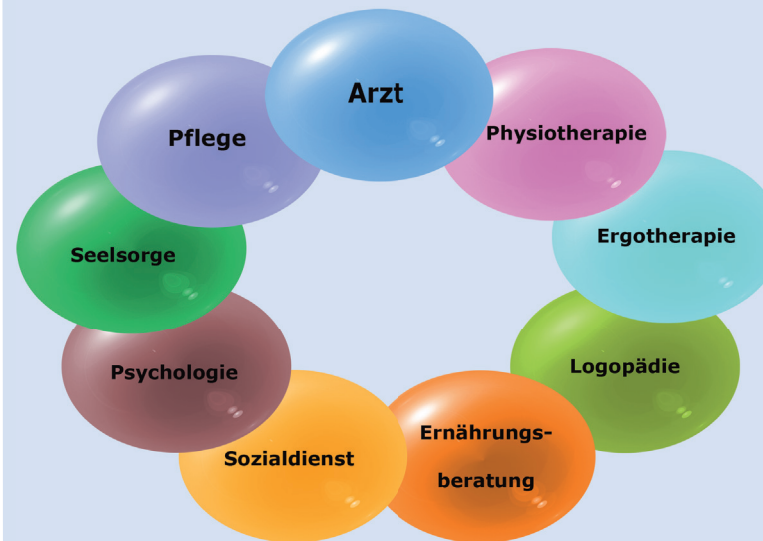 Arzt
Physiotherapie
Ergotherapie
Logopädie
Ernährungs-
beratung
Sozialdienst
Psychologie
Seelsorge
Pflege